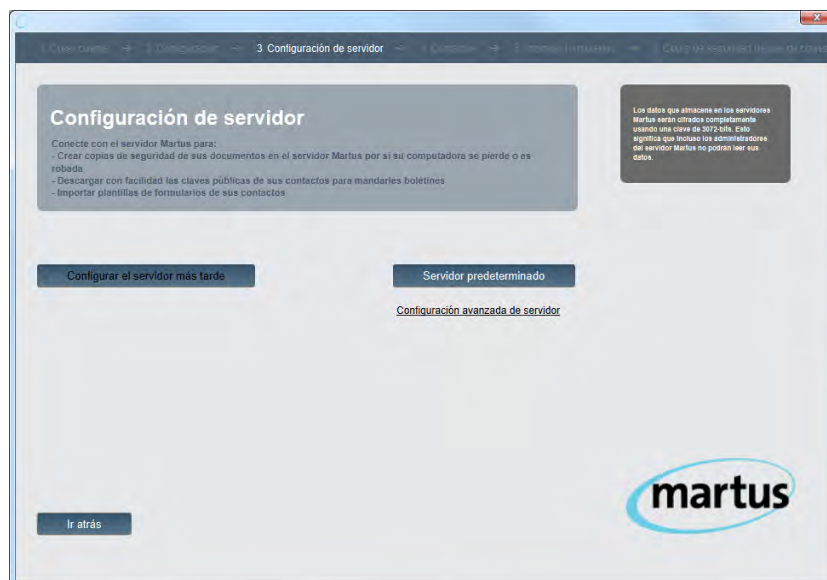 3 Configuración de servidor
Configuración de servidor
Conecte con el servidor Martus para:
- Crear copias de seguridad de sus documentos en el servidor Martus por si su computadora se pierde o es
robada
- Descargar con facilidad las claves públicas de sus contactos para mandarles boletines
- Importar plantillas de formularios de sus contactos
Los datos que almacene en los servidores
Martus serán cifrados completamente
usando una clave de 3072-bits. Esto
significa que incluso los administradores
del servidor Martus no podrán leer sus
datos.
Configurar el servidor más tarde
Servidor predeterminado
Configuración avanzada de servidor
martus
Ir atrás